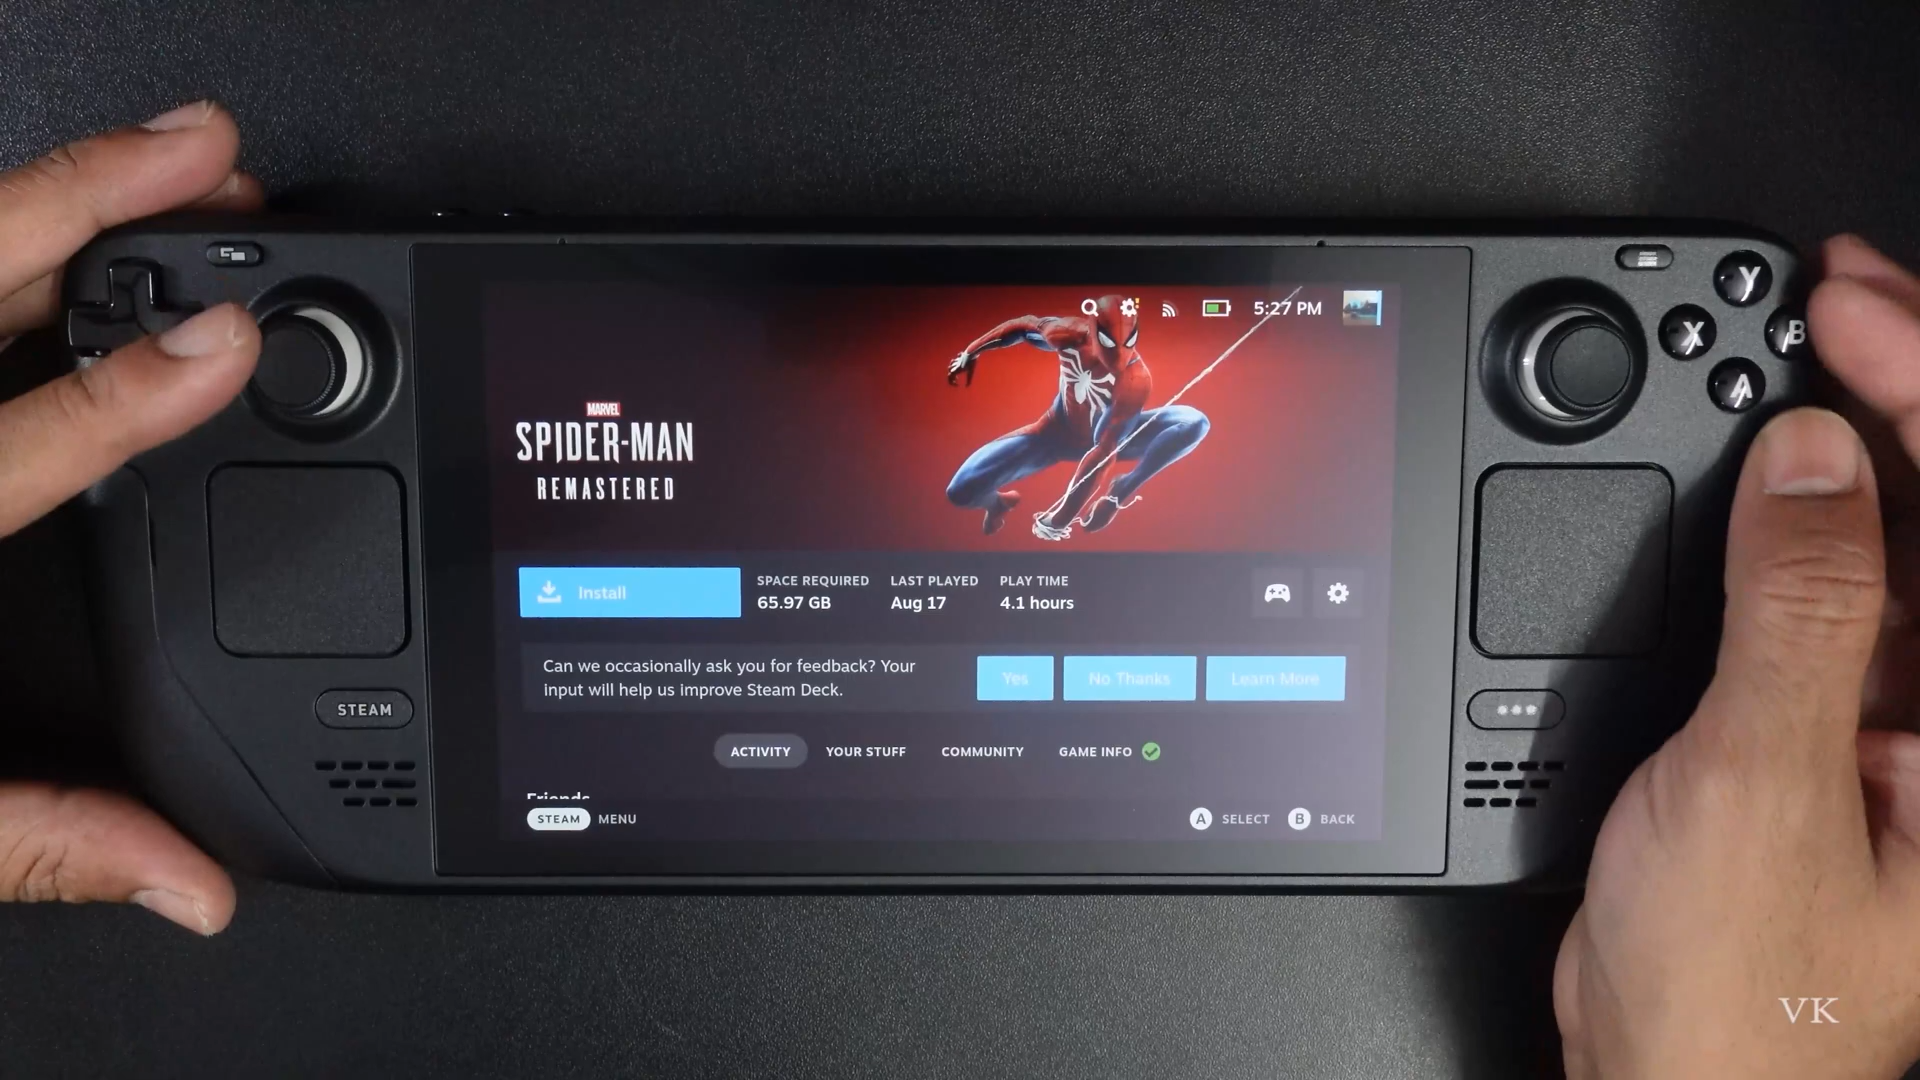 5:27 PM
MARVEL
SPIDER-MAN
REMASTERED
Install
SPACE REQUIRED
65.97 GB
LAST PLAYED
Aug 17
PLAY TIME
4.1 hours
Can we occasionally ask you for feedback? Your
input will help us improve Steam Deck.
Yes
No Thanks
Learn More
ACTIVITY
YOUR STUFF
COMMUNITY
GAME INFO
Friends
STEAM MENU
A SELECT
B BACK
STEAM
Y
X
B
A
VK